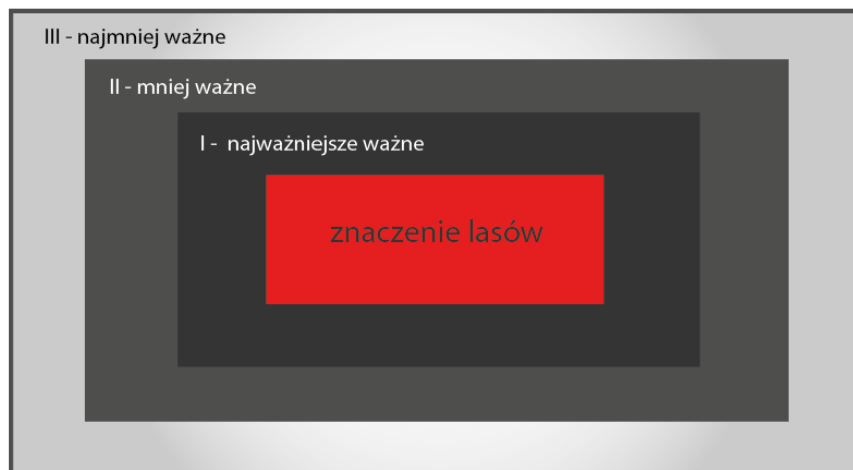 III - najmniej ważne
II - mniej ważne
I - najważniejsze ważne
znaczenie lasów